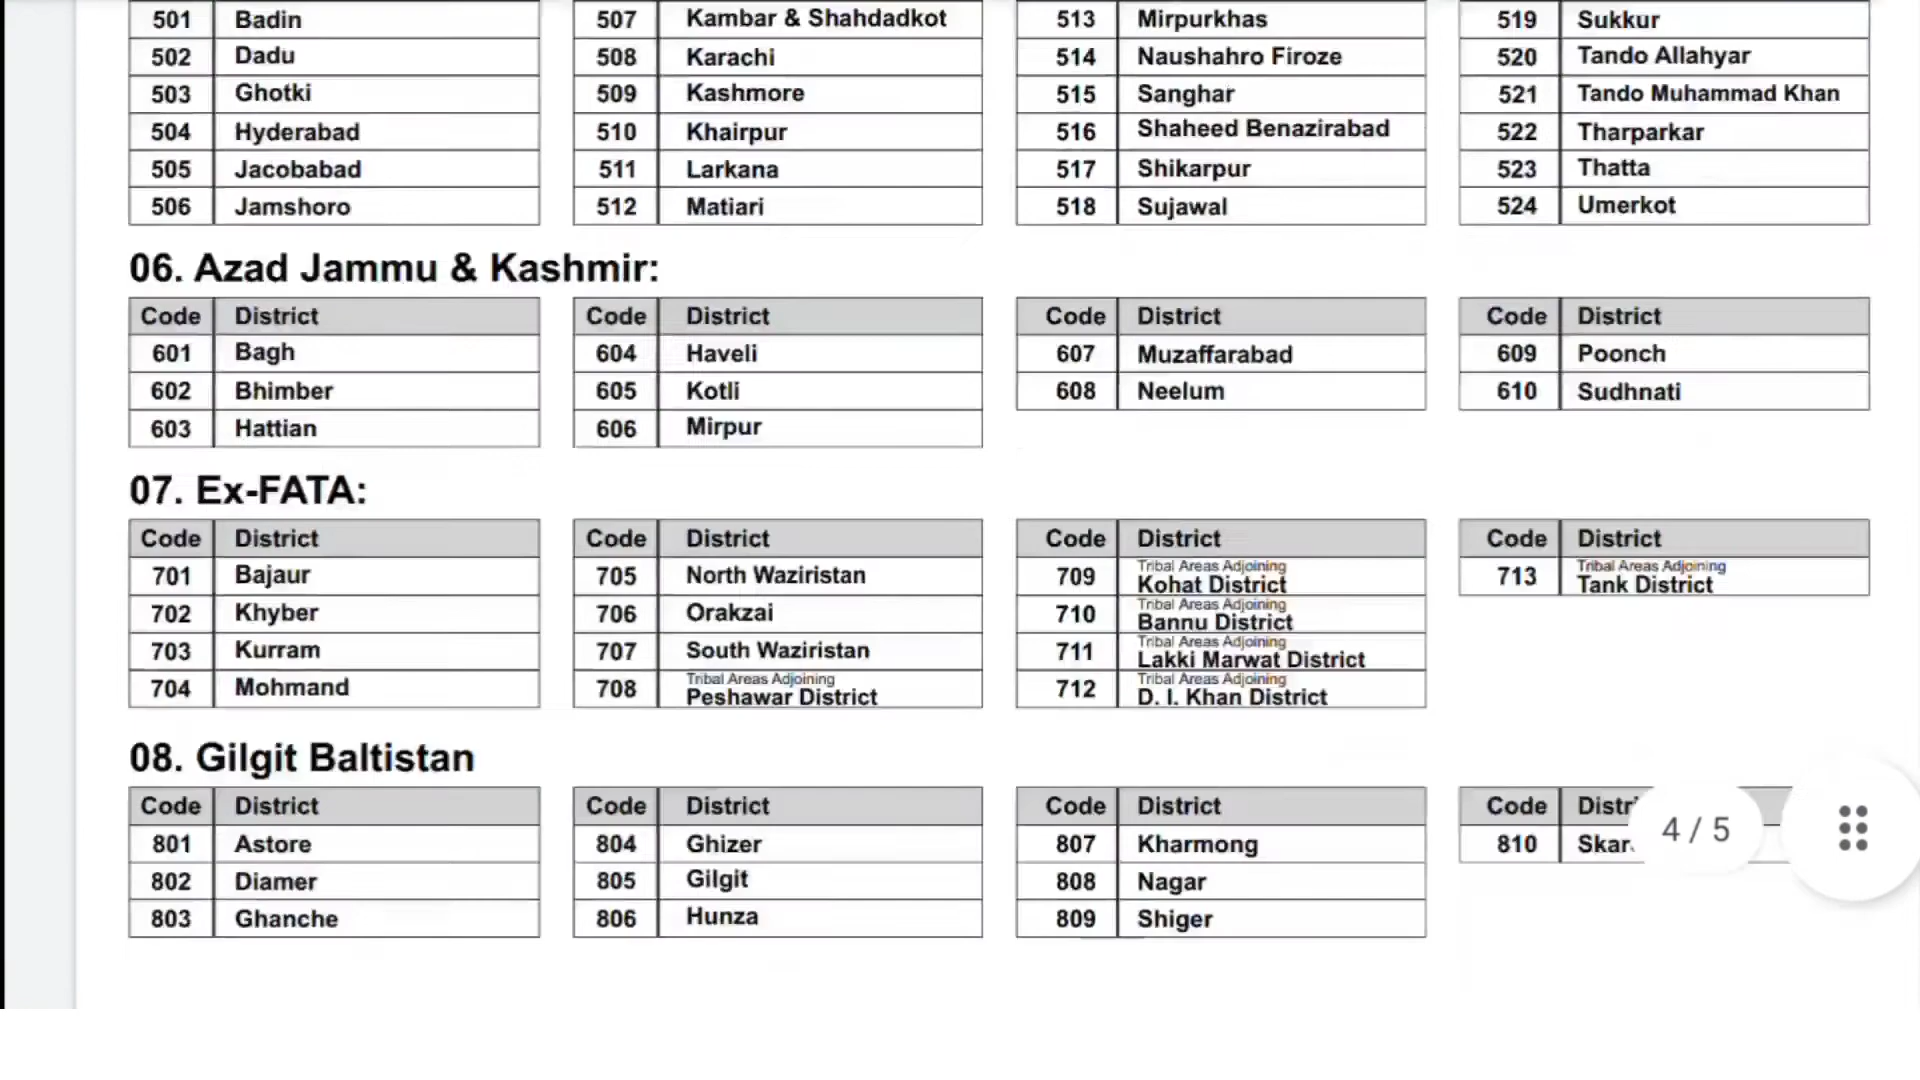 501 Badin 507 Kambar & Shahdadkot 513 Mirpurkhas 519 Sukkur
502 Dadu 508 Karachi 514 Naushahro Firoze 520 Tando Allahyar
503 Ghotki 509 Kashmore 515 Sanghar 521 Tando Muhammad Khan
504 Hyderabad 510 Khairpur 516 Shaheed Benazirabad 522 Tharparkar
505 Jacobabad 511 Larkana 517 Shikarpur 523 Thatta
506 Jamshoro 512 Matiari 518 Sujawal 524 Umerkot
06. Azad Jammu & Kashmir:
Code District Code District Code District Code District
601 Bagh 604 Haveli 607 Muzaffarabad 609 Poonch
602 Bhimber 605 Kotli 608 Neelum 610 Sudhnati
603 Hattian 606 Mirpur
07. Ex-FATA:
Code District Code District Code District Code District
701 Bajaur 705 North Waziristan 709 Tribal Areas Adjoining Kohat District 713 Tribal Areas Adjoining Tank District
702 Khyber 706 Orakzai 710 Tribal Areas Adjoining Bannu District
703 Kurram 707 South Waziristan 711 Tribal Areas Adjoining Lakki Marwat District
704 Mohmand 708 Tribal Areas Adjoining Peshawar District 712 Tribal Areas Adjoining D. I. Khan District
08. Gilgit Baltistan
Code District Code District Code District Code
801 Astore 804 Ghizer 807 Kharmong 810
802 Diamer 805 Gilgit 808 Nagar
803 Ghanche 806 Hunza 809 Shiger
4 / 5